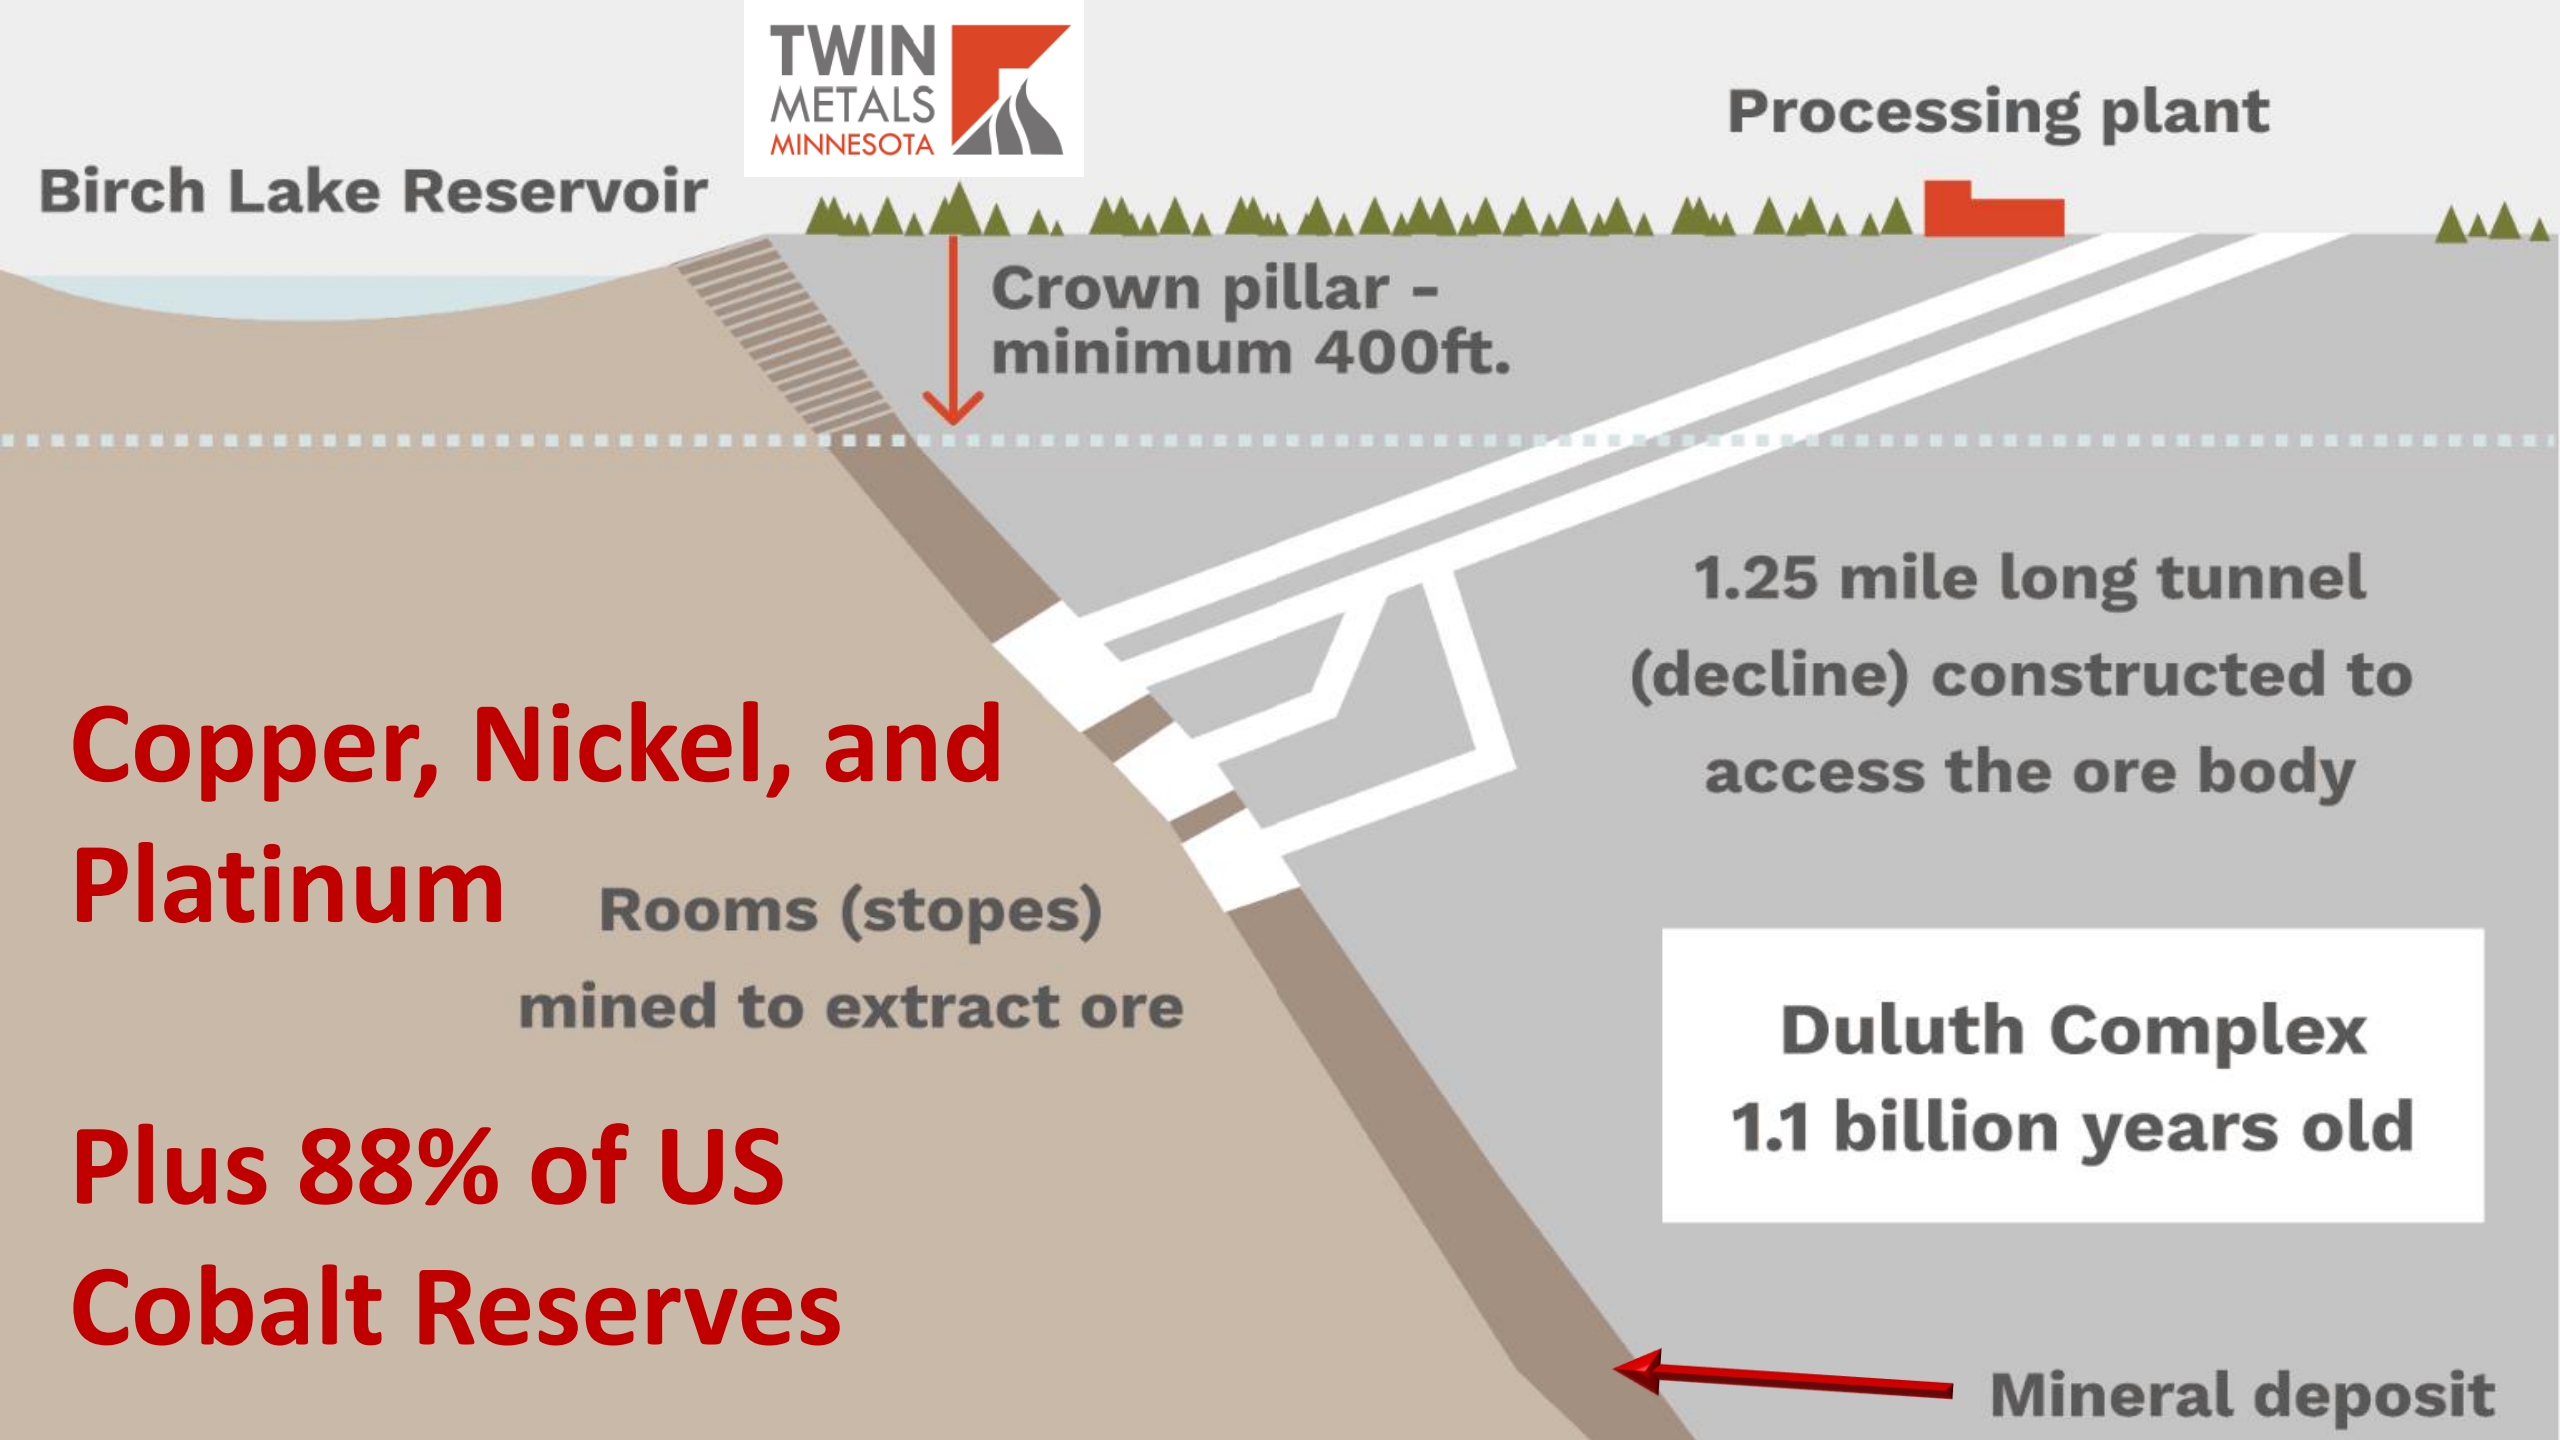 TWIN
METALS
MINNESOTA
Processing plant
Birch Lake Reservoir
Crown pillar -
minimum 400ft.
1.25 mile long tunnel
(decline) constructed to
access the ore body
Copper, Nickel, and
Platinum
Rooms (stopes)
mined to extract ore
Duluth Complex
1.1 billion years old
Plus 88% of US
Cobalt Reserves
Mineral deposit